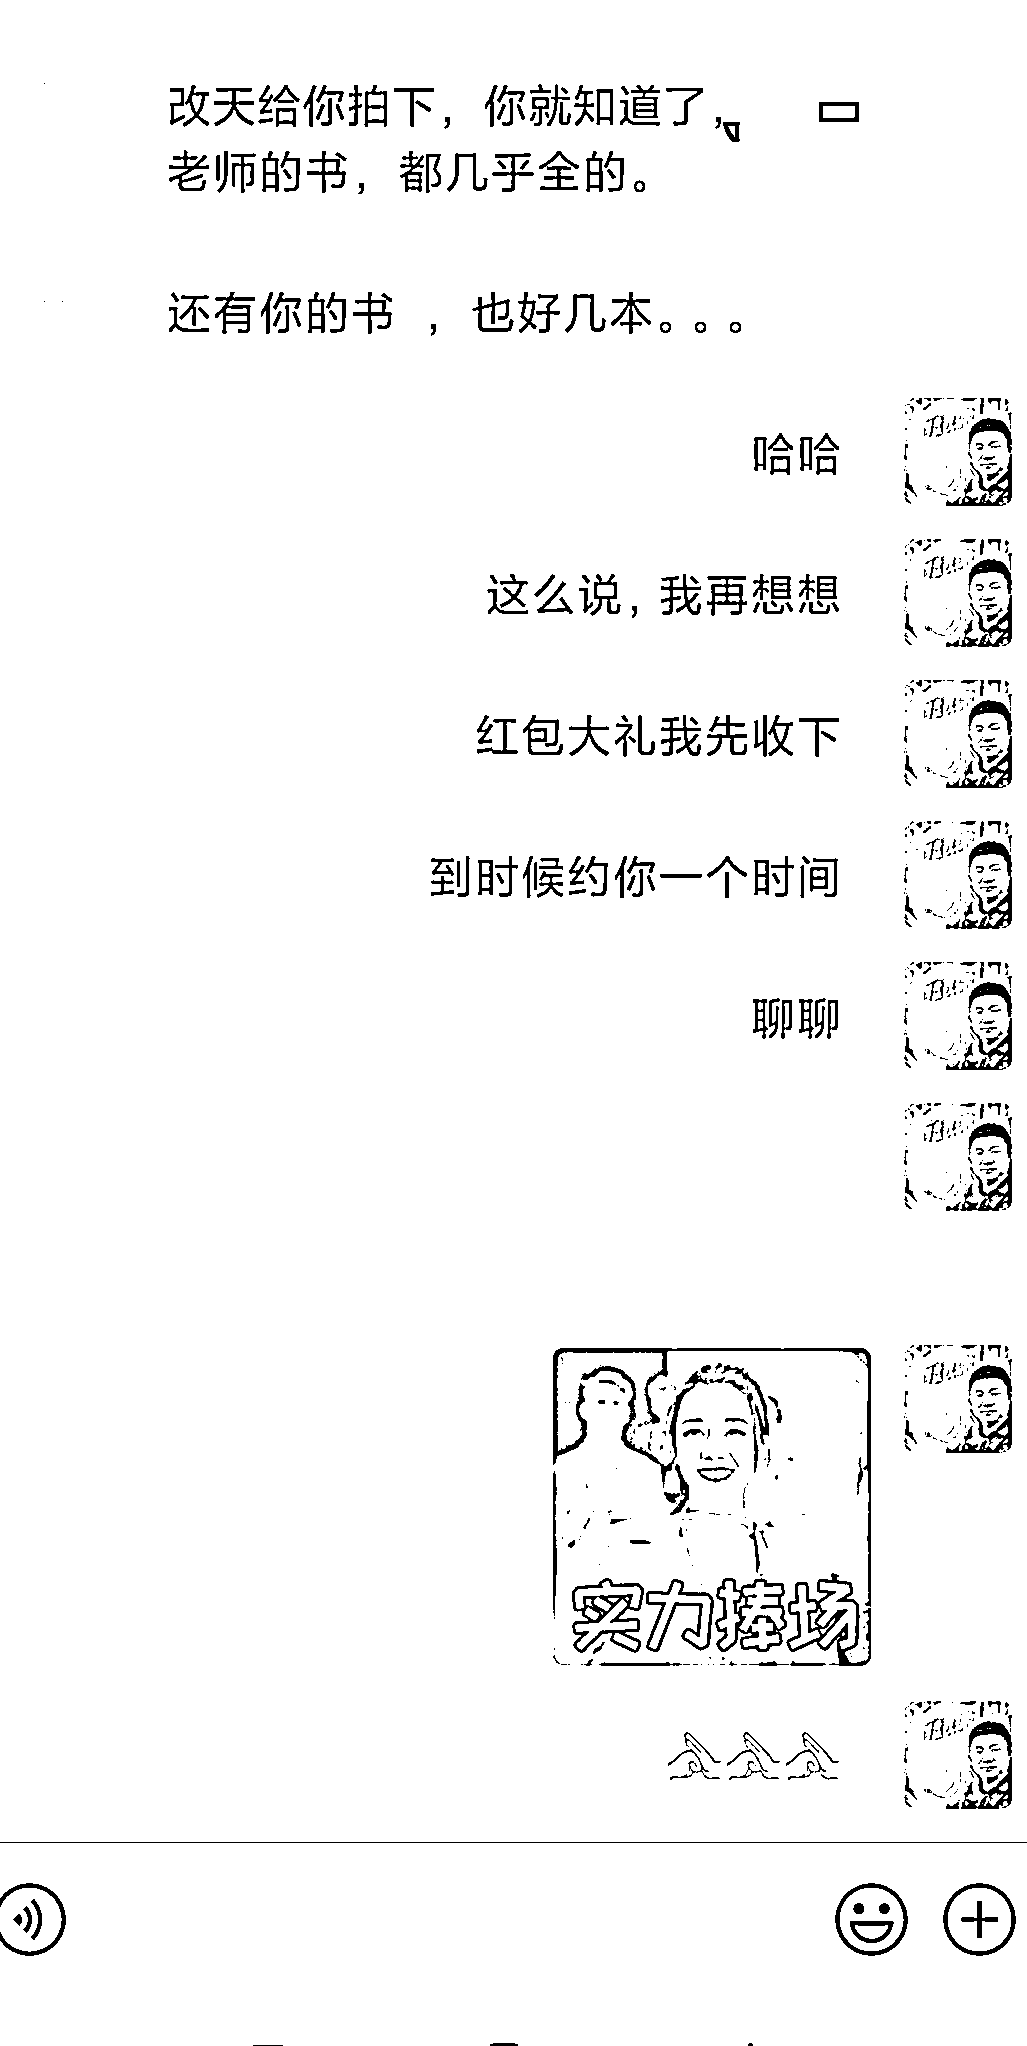 改天给你拍下，你就知道了，
老师的书，都几乎全的。
还有你的书 ，也好几本。。。
哈哈
这么说，我再想想
红包大礼我先收下
到时候约你一个时间
聊聊
实力捧场